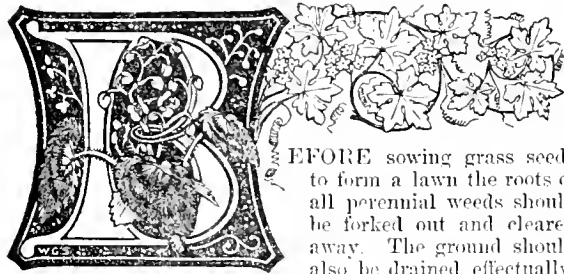 BEFORE sowing grass seed
to form a lawn the roots o
all perennial weeds shoul
be forked out and cleare
away. The ground shoul
also be drained effectually
W.G.S